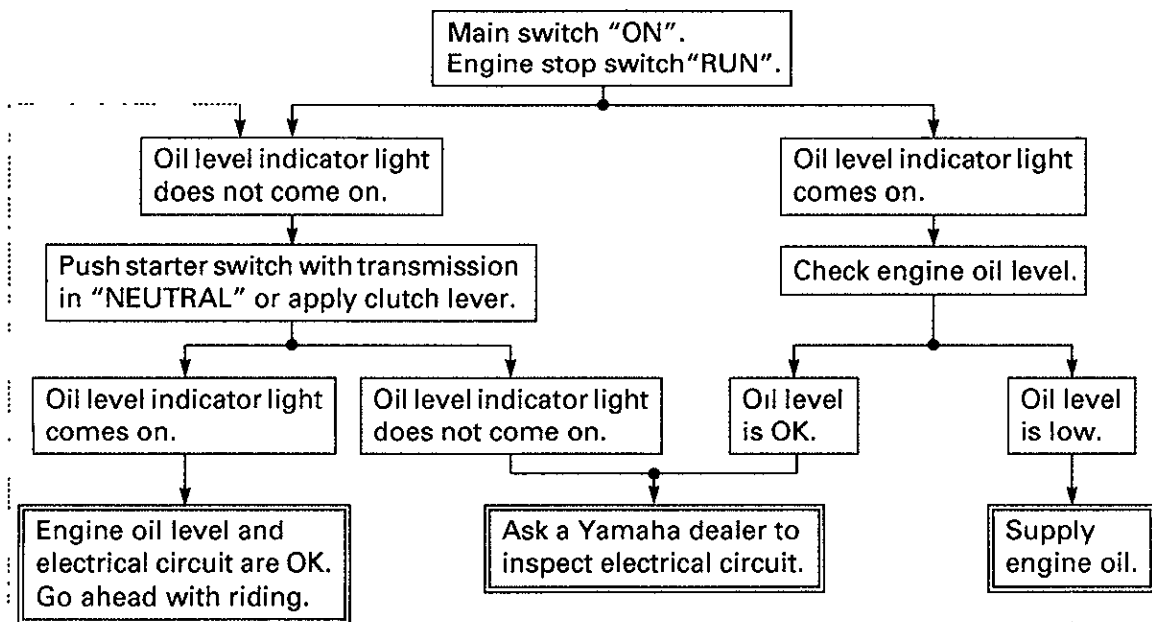 Main switch “ON”.
Engine stop switch“RUN”.
Oil level indicator light
does not come on.
Oil level indicator light
comes on.
Push starter switch with transmission
in “NEUTRAL” or apply clutch lever.
Check engine oil level.
Oil level indicator light
comes on.
Oil level indicator light
does not come on.
Oil level
is OK.
Oil level
is low.
Engine oil level and
electrical circuit are OK.
Go ahead with riding.
Ask a Yamaha dealer to
inspect electrical circuit.
Supply
engine oil.